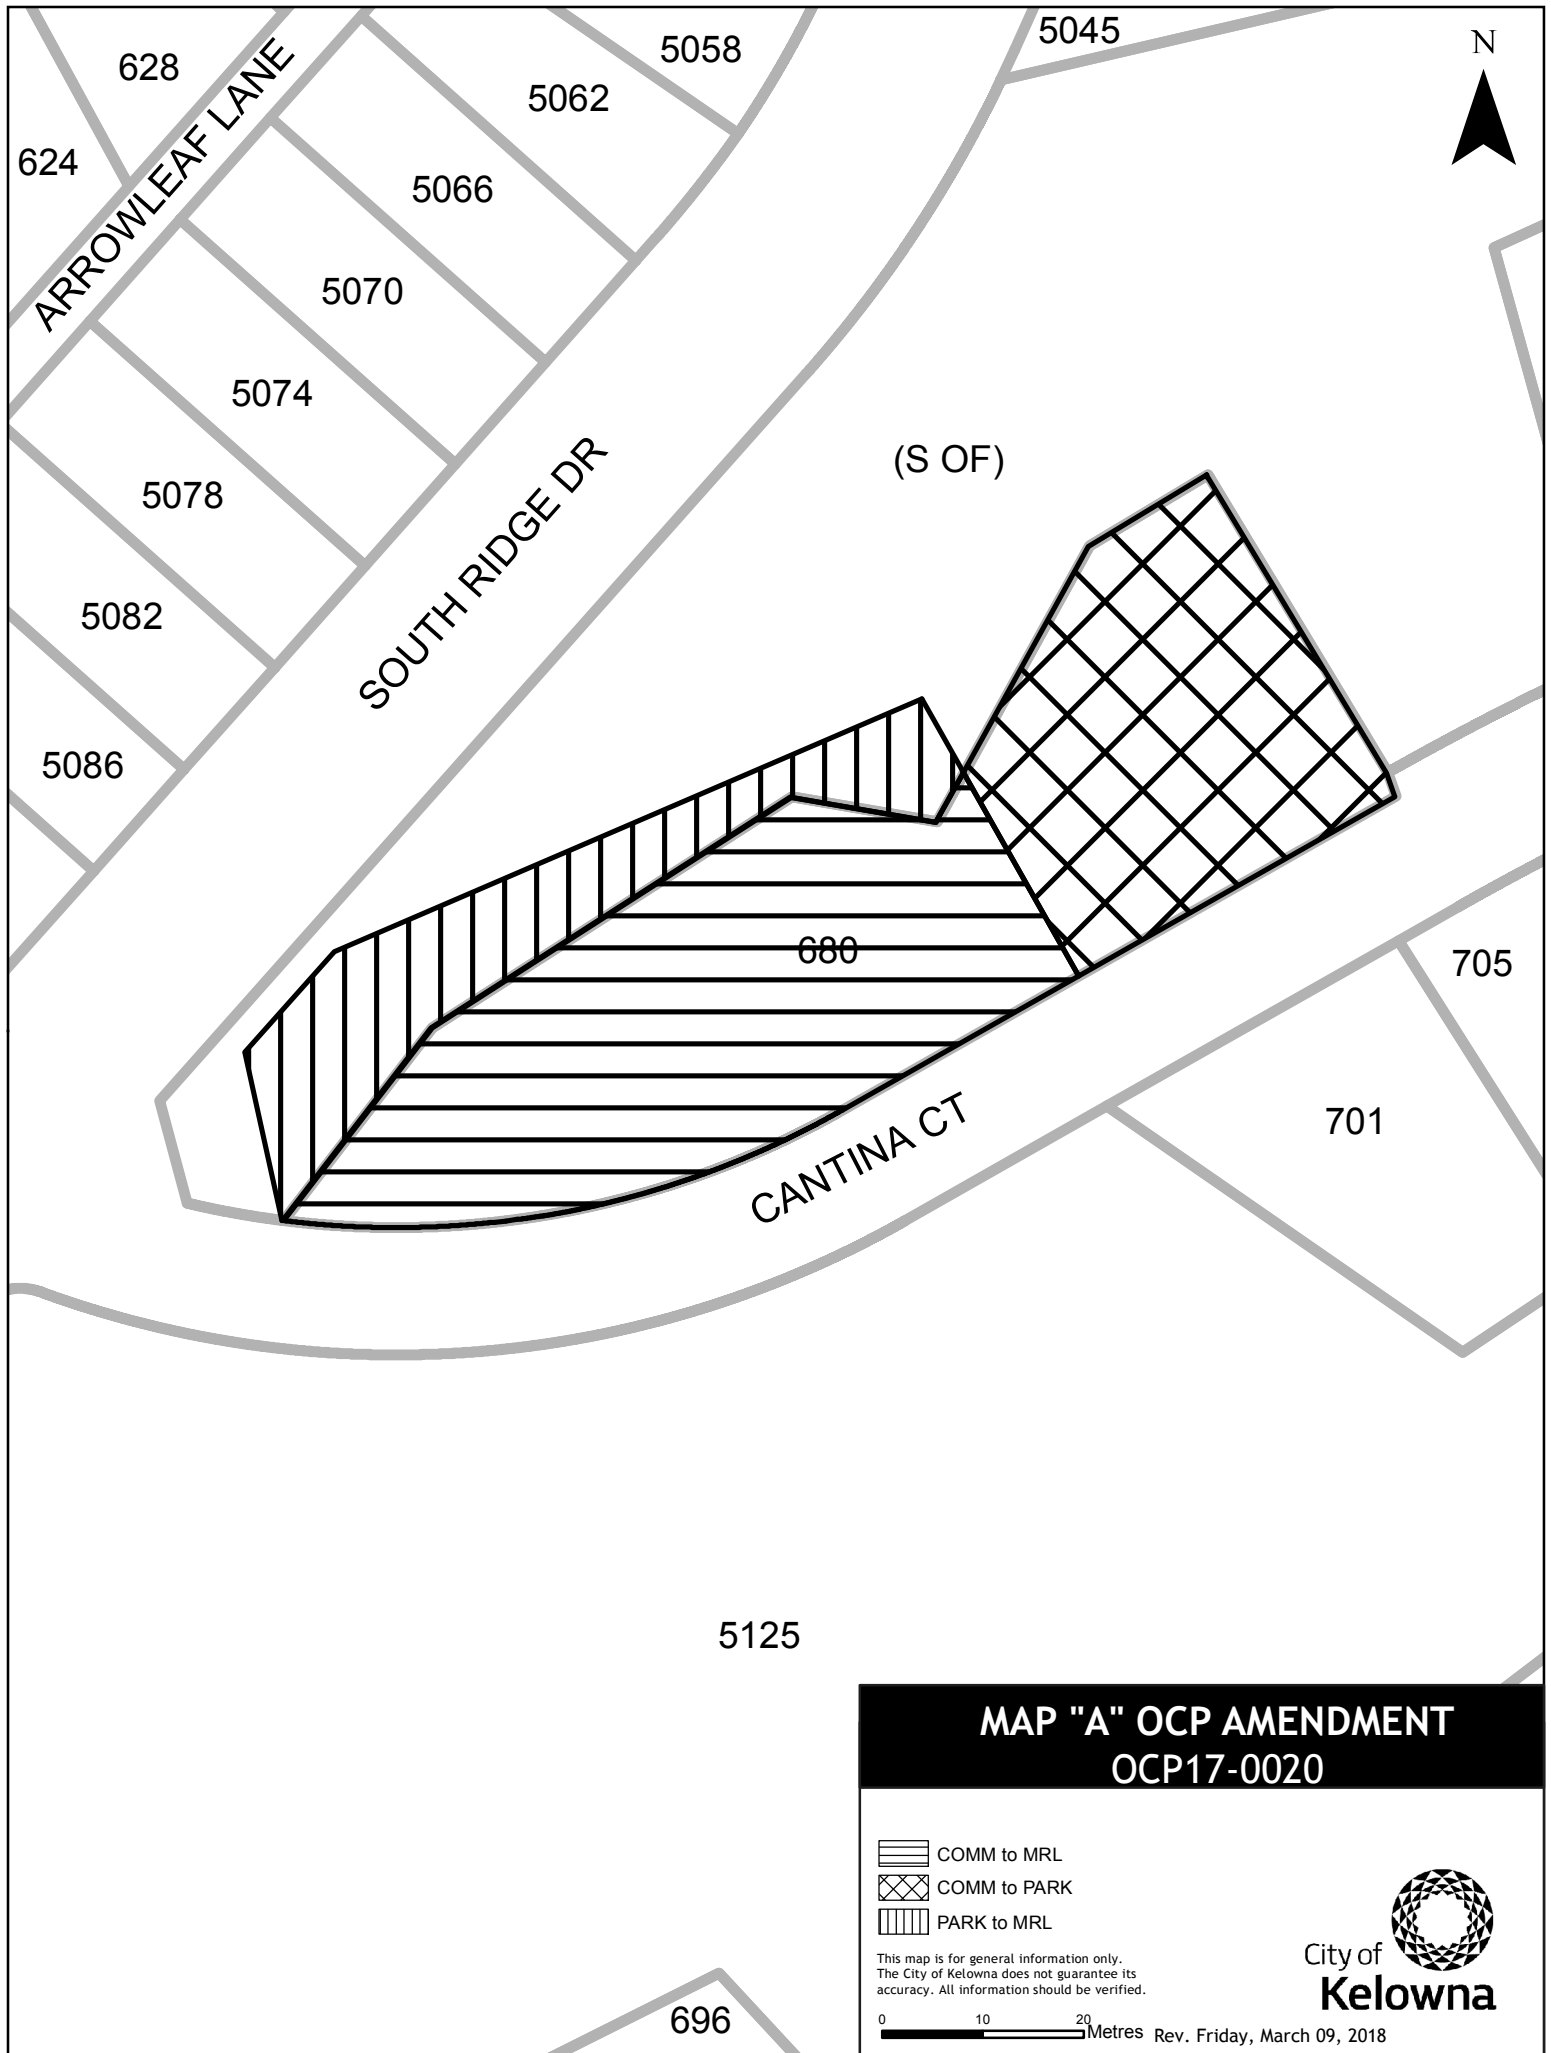 5045
N
628
5058
5062
ARROWLEAF LANE
624
5066
5070
5074
(S OF)
5078
SOUTH RIDGE DR
5082
5086
680
705
CANTINA CT
701
5125
MAP "A" OCP AMENDMENT
OCP17-0020
COMM to MRL
COMM to PARK
PARK to MRL
This map is for general information only.
The City of Kelowna does not guarantee its
accuracy. All information should be verified.
City of
Kelowna
696
0 10 20 Metres
Rev. Friday, March 09, 2018